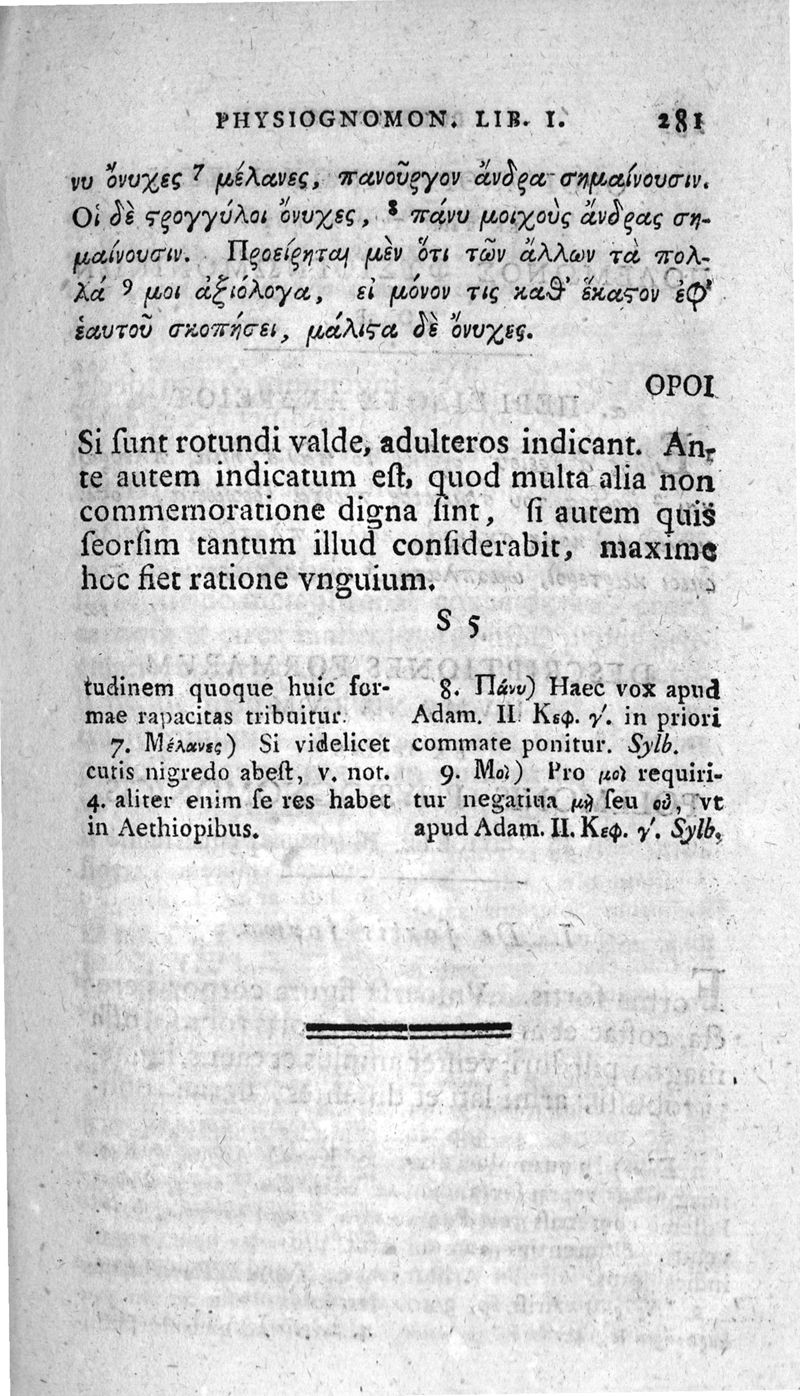 PHYSIOGNOMON. LIB. I. 281
νυ ὄνυχες 7 μέλανες, πανοῦργον ἄνδρα σημαίνουσιν.
Οἱ δὲ ϛρογγύλοι ὄνυχες, 8 πάνυ μοιχοὺς ἄνδρας ση-
μαίνουσιν. Προείρηται μὲν ὅτι τῶν ἄλλων τὰ πολ-
λά 9 μοι ἀξιόλογα, εἰ μόνον τις καθ' ἕκαϛον ἐφ'
ἑαυτοῦ σκοπήσει, μάλιϛα δὲ ὄνυχες.
ΟΡΟΙ
Si ſunt rotundi valde, adulteros indicant. An-
te autem indicatum eſt, quod multa alia non
commemoratione digna ſint, ſi autem quis
ſeorſim tantum illud conſiderabit, maxime
hoc fiet ratione vnguium.
S 5
tudinem quoque huic for-
mae rapacitas tribuitur.
7. Μέλανες) Si videlicet
cutis nigredo abeſt, v. not.
4. aliter enim ſe res habet
in Aethiopibus.
8. Πάνυ) Haec vox apud
Adam. II. Κεφ. γ'. in priori
commate ponitur. Sylb.
9. Μοὶ) Pro μοὶ requiri-
tur negatiua μὴ ſeu οὐ, vt
apud Adam. II. Κεφ. γ'. Sylb.